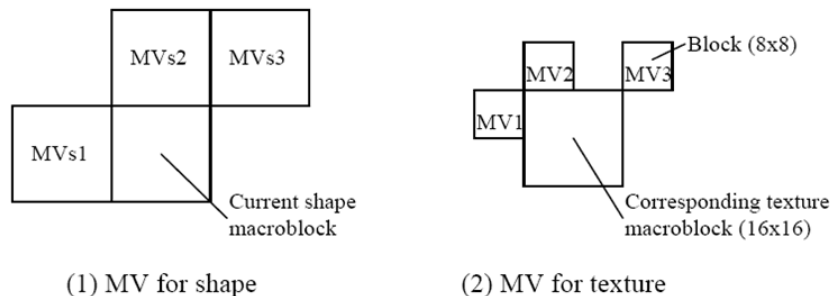 MVs2 MVs3
MVs1
Current shape
macroblock
Block (8x8)
MV2 MV3
MV1
Corresponding texture
macroblock (16x16)
(1) MV for shape
(2) MV for texture